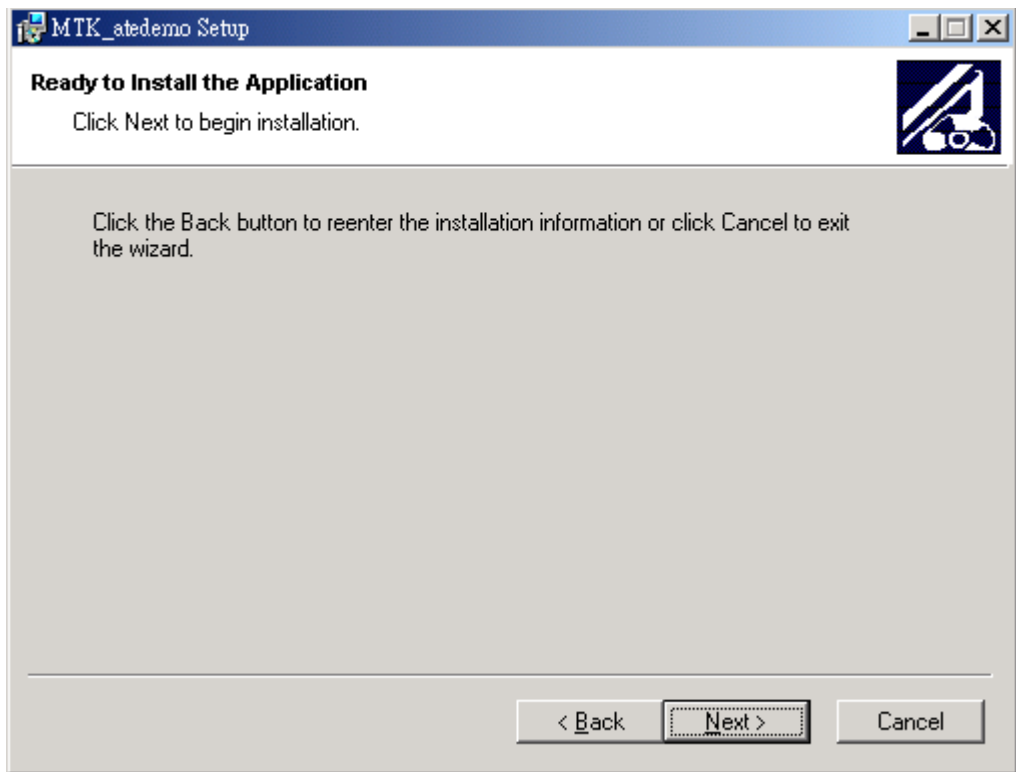 MTK_atedemo Setup
Ready to Install the Application
Click Next to begin installation.
Click the Back button to reenter the installation information or click Cancel to exit
the wizard.
< Back
Next >
Cancel